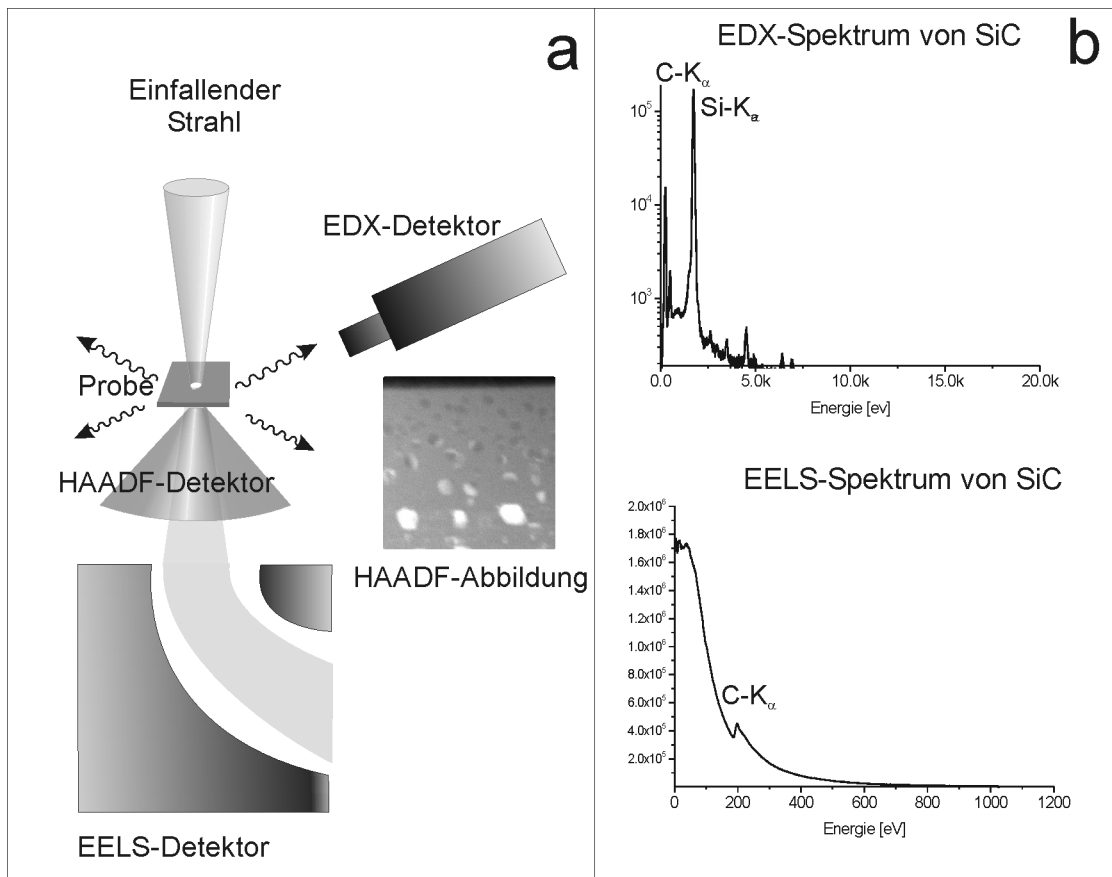 a
Einfallender
Strahl
EDX-Detektor
Probe
HAADF-Detektor
HAADF-Abbildung
EELS-Detektor
b
EDX-Spektrum von SiC
C-Kα
Si-Kα
10⁵
10⁴
10³
0.0 5.0k 10.0k 15.0k 20.0k
Energie [ev]
EELS-Spektrum von SiC
2.0x10⁶
1.8x10⁶
1.6x10⁶
1.4x10⁶
1.2x10⁶
1.0x10⁶
8.0x10⁵
6.0x10⁵
4.0x10⁵
2.0x10⁵
C-Kα
0 200 400 600 800 1000 1200
Energie [eV]